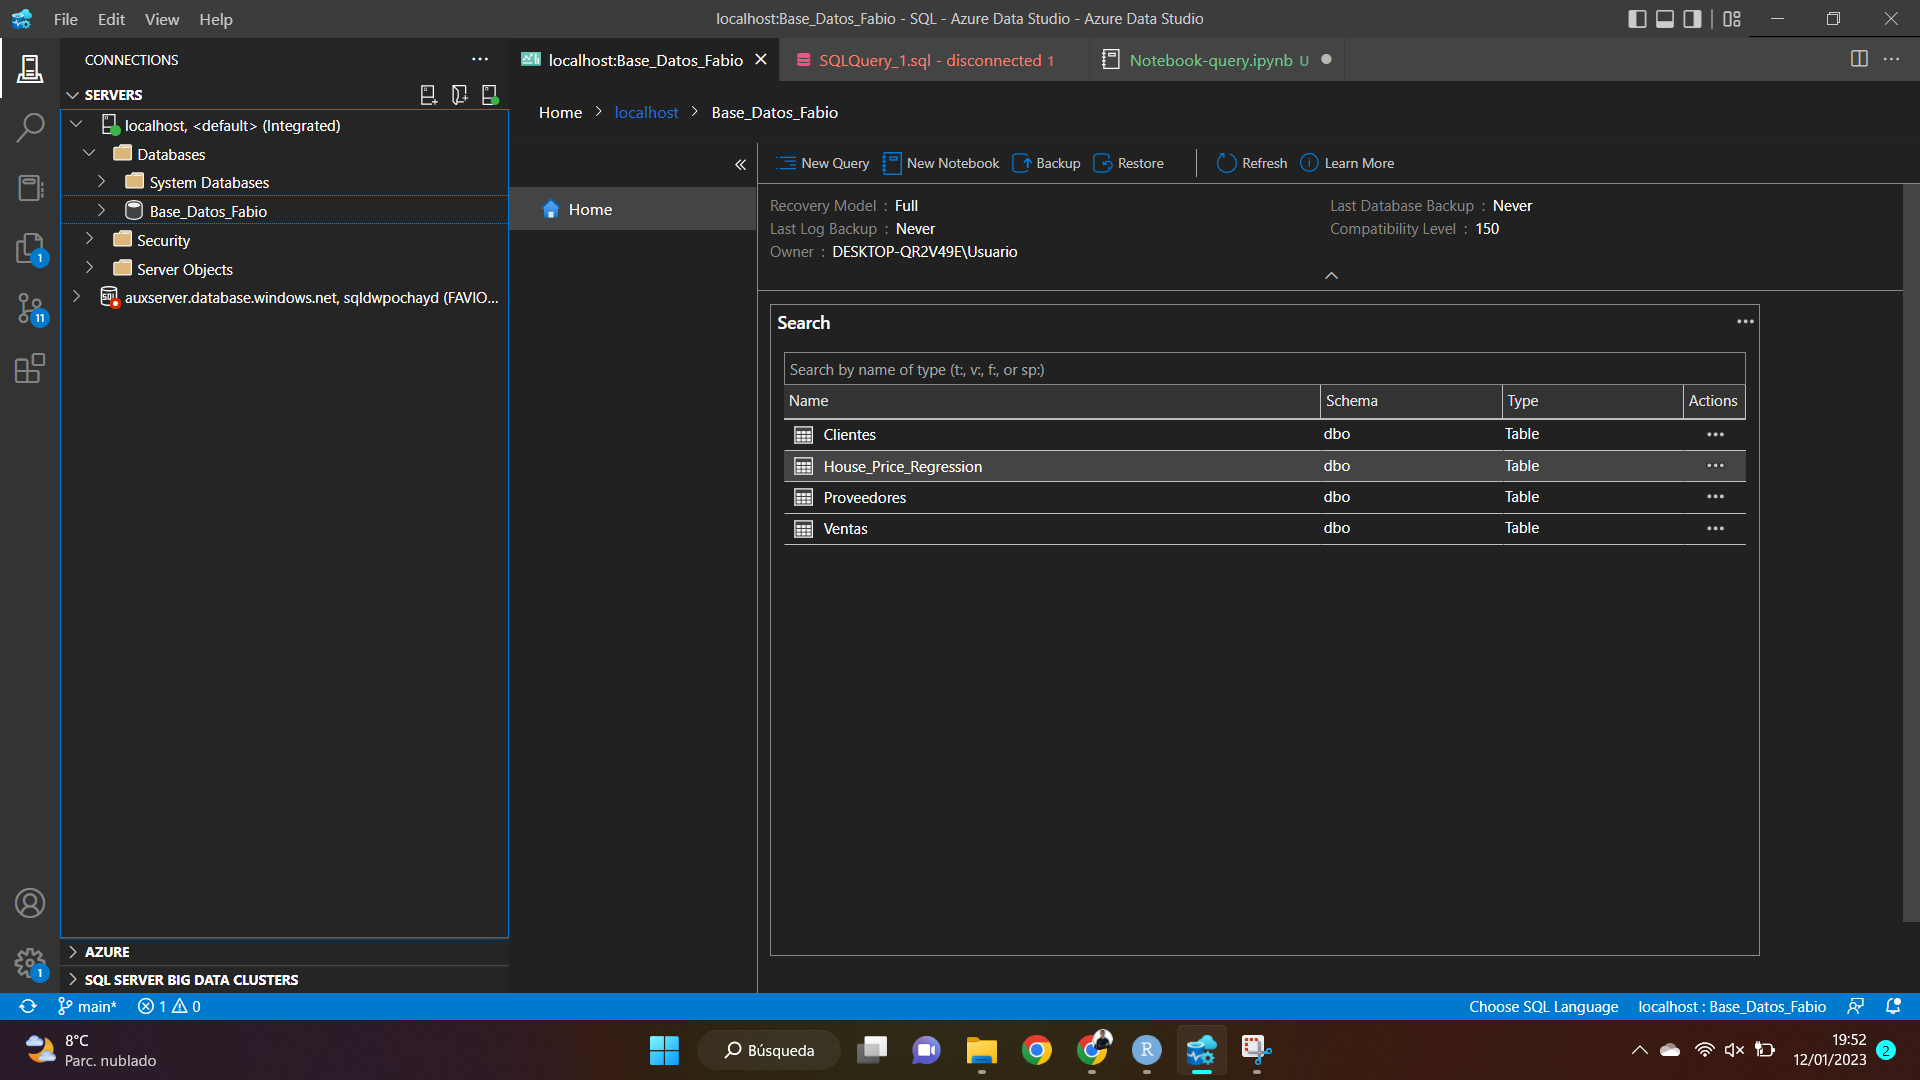 File Edit View Help
localhost:Base_Datos_Fabio - SQL - Azure Data Studio - Azure Data Studio
CONNECTIONS
SERVERS
localhost, <default> (Integrated)
Databases
System Databases
Base_Datos_Fabio
Security
Server Objects
auxserver.database.windows.net, sqldwpochayd (FAVIO...
1
11
1
AZURE
SQL SERVER BIG DATA CLUSTERS
localhost:Base_Datos_Fabio
SQLQuery_1.sql - disconnected 1
Notebook-query.ipynb U
Home > localhost > Base_Datos_Fabio
Home
New Query New Notebook Backup Restore Refresh Learn More
Recovery Model : Full
Last Log Backup : Never
Owner : DESKTOP-QR2V49E\Usuario
Last Database Backup : Never
Compatibility Level : 150
Search
Search by name of type (t:, v:, f:, or sp:)
Name Schema Type Actions
Clientes dbo Table
House_Price_Regression dbo Table
Proveedores dbo Table
Ventas dbo Table
main* 1 0
Choose SQL Language localhost : Base_Datos_Fabio
8°C
Parc. nublado
Búsqueda
R
19:52
12/01/2023
2